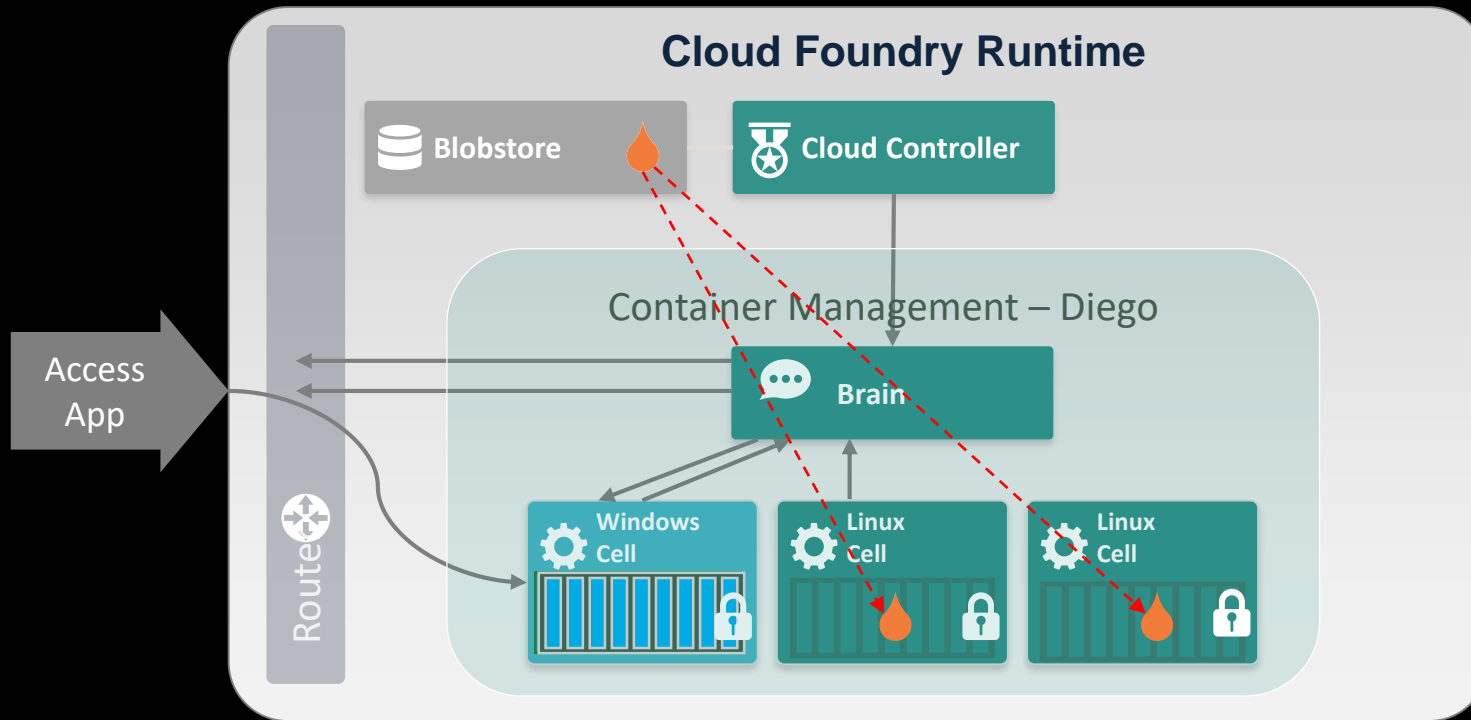 Cloud Foundry Runtime
Blobstore
Cloud Controller
Container Management – Diego
Access
App
Brain
Router
Windows
Cell
Linux
Cell
Linux
Cell